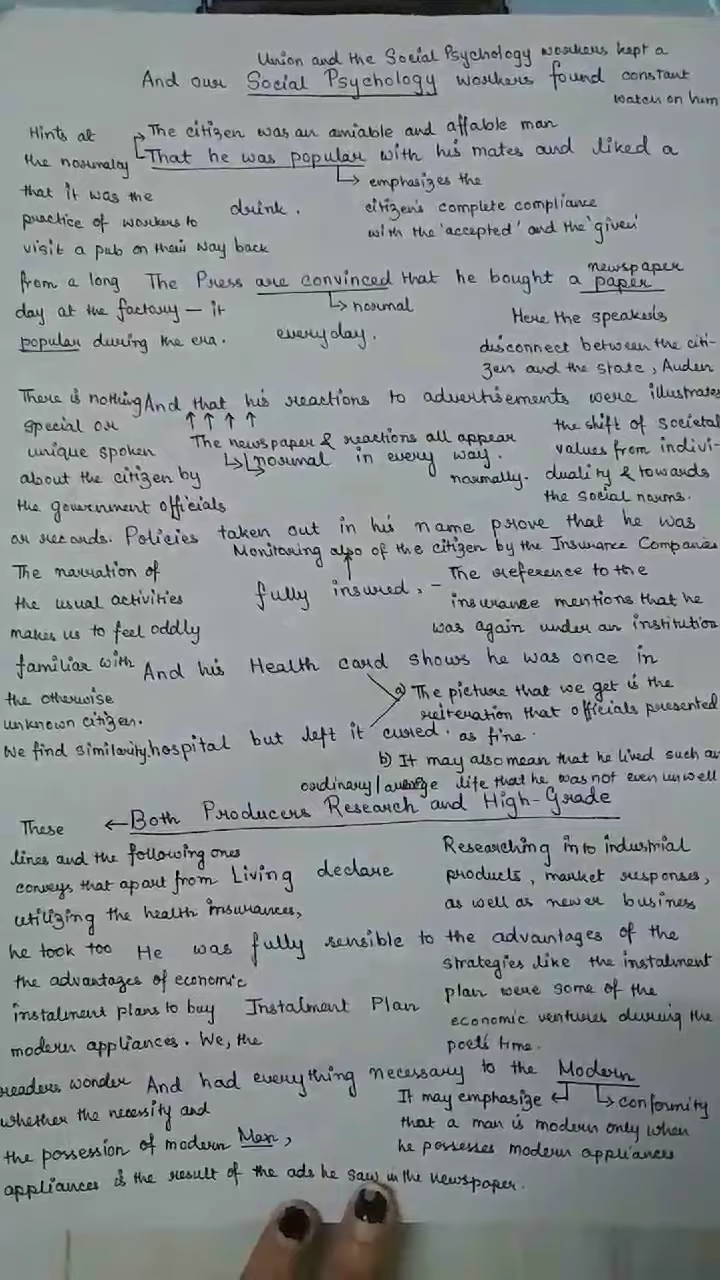 Union and the Social Psychology workers kept a
And our Social Psychology workers found constant
watch on him
Hints at The citizen was an amiable and affable man
the normalcy That he was popular with his mates and liked a
that it was the emphasizes the
practice of workers to drink. citizen's complete compliance
visit a pub on their way back with the 'accepted' and the 'given'
from a long The Press are convinced that he bought a newspaper paper
day at the factory – it normal Here the speakers
popular during the era. everyday. disconnect between the citi-
zen and the state, Auden
There is nothing And that his reactions to advertisements were illustrates
special or the shift of societal
unique spoken The newspaper & reactions all appear values from indivi-
about the citizen by normal in every way. normally. duality & towards
the government officials the social norms.
or records. Policies taken out in his name prove that he was
Monitoring also of the citizen by the Insurance Companies
The narration of The reference to the
the usual activities fully insured, – insurance mentions that he
makes us to feel oddly was again under an institution
familiar with And his Health card shows he was once in
the otherwise a) The picture that we get is the
unknown citizen. reiteration that officials presented
We find similarity. hospital but left it cured. as fine.
b) It may also mean that he lived such an
ordinary/average life that he was not even unwell
These Both Producers Research and High-Grade
lines and the following ones Researching into industrial
conveys that apart from Living declare products, market responses,
utilizing the health insurances, as well as newer business
he took too He was fully sensible to the advantages of the
the advantages of economic strategies like the instalment
instalment plans to buy Instalment Plan plan were some of the
modern appliances. We, the economic ventures during the
poet's time.
readers wonder And had everything necessary to the Modern
whether the necessity and It may emphasize conformity
the possession of modern Man, that a man is modern only when
he possesses modern appliances
appliances is the result of the ads he saw in the newspaper.